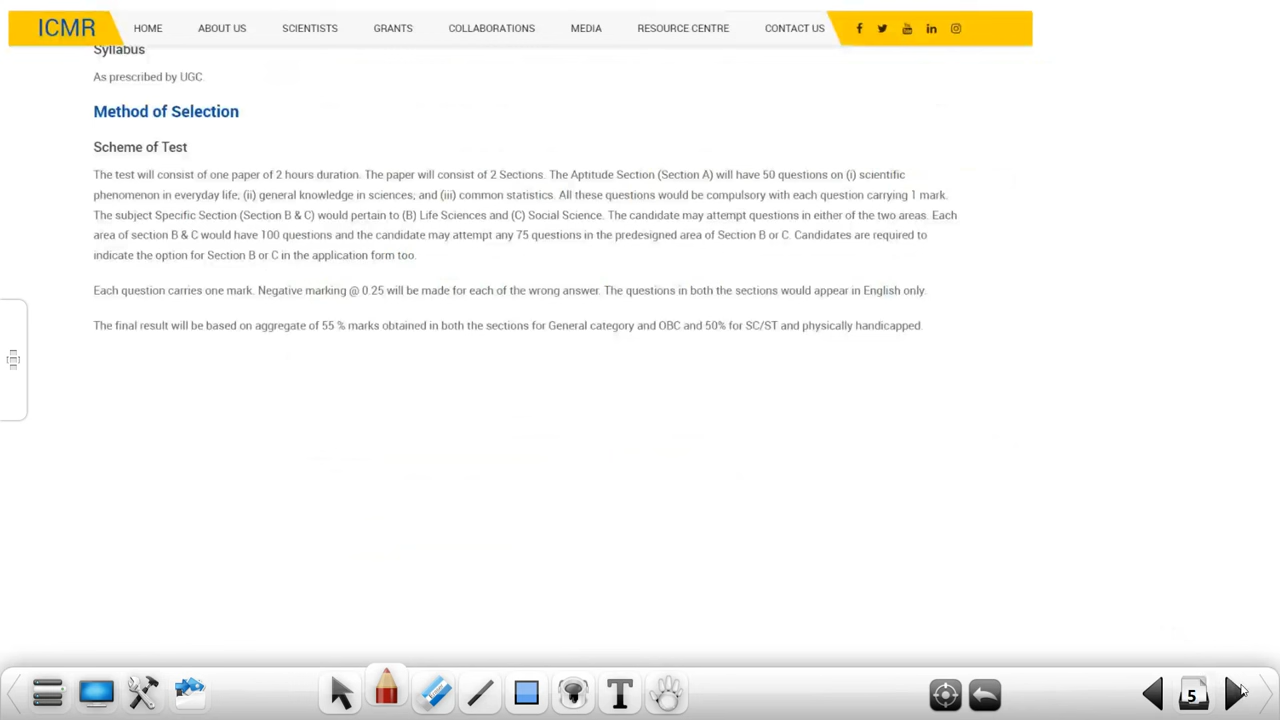 ICMR HOME ABOUT US SCIENTISTS GRANTS COLLABORATIONS MEDIA RESOURCE CENTRE CONTACT US
Syllabus
As prescribed by UGC
Method of Selection
Scheme of Test
The test will consist of one paper of 2 hours duration. The paper will consist of 2 Sections. The Aptitude Section (Section A) will have 50 questions on (i) scientific
phenomenon in everyday life; (ii) general knowledge in sciences; and (iii) common statistics. All these questions would be compulsory with each question carrying 1 mark.
The subject Specific Section (Section B & C) would pertain to (B) Life Sciences and (C) Social Science. The candidate may attempt questions in either of the two areas. Each
area of section B & C would have 100 questions and the candidate may attempt any 75 questions in the predesigned area of Section B or C. Candidates are required to
indicate the option for Section B or C in the application form too.
Each question carries one mark. Negative marking @ 0.25 will be made for each of the wrong answer. The questions in both the sections would appear in English only.
The final result will be based on aggregate of 55 % marks obtained in both the sections for General category and OBC and 50% for SC/ST and physically handicapped.
T
5